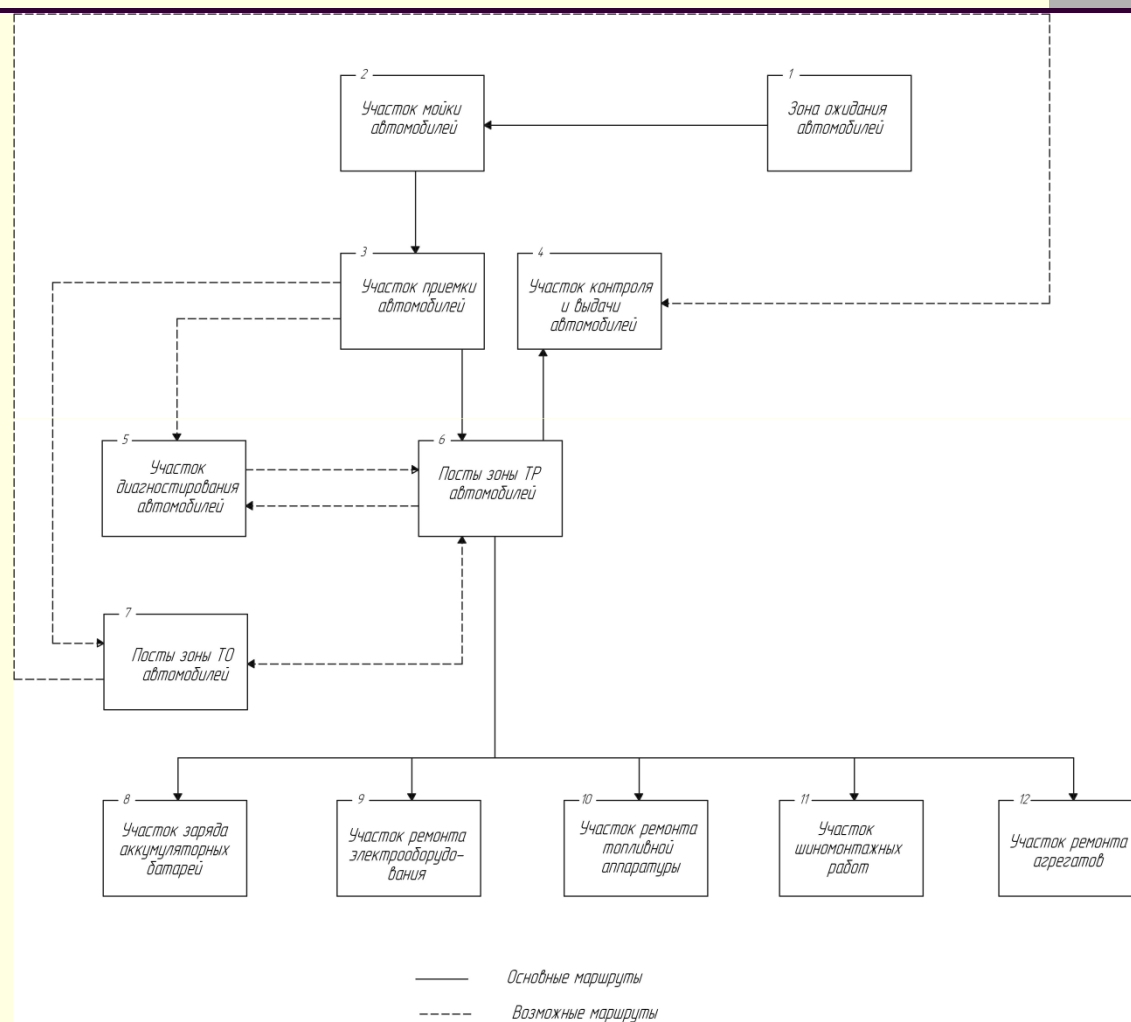 2
Участок мойки
автомобилей
1
Зона ожидания
автомобилей
3
Участок приемки
автомобилей
4
Участок контроля
и выдачи
автомобилей
5
Участок
диагностирования
автомобилей
6
Посты зоны ТР
автомобилей
7
Посты зоны ТО
автомобилей
8
Участок заряда
аккумуляторных
батарей
9
Участок ремонта
электрооборудо-
вания
10
Участок ремонта
топливной
аппаратуры
11
Участок
шиномонтажных
работ
12
Участок ремонта
агрегатов
Основные маршруты
Возможные маршруты